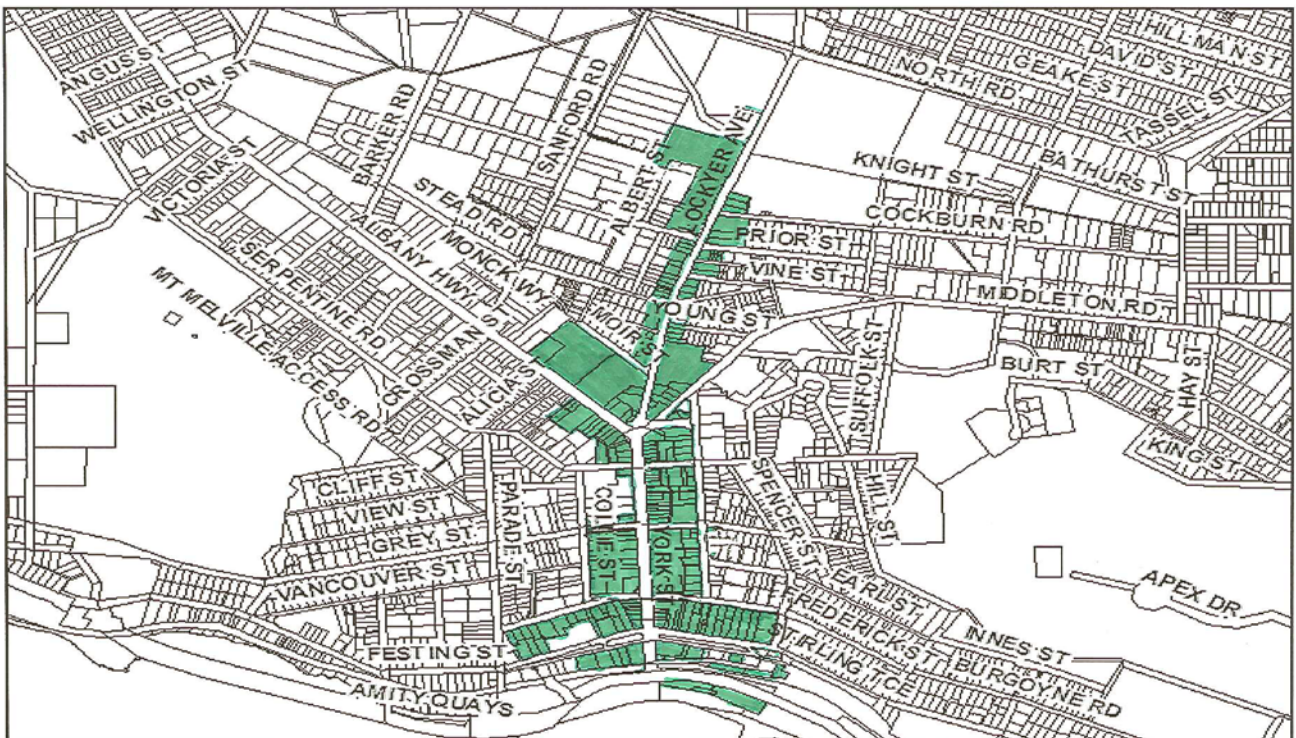 HILLMAN ST
DAVID ST
GEAKE ST
NORTH RD
TASSEL ST
ANGUS ST
WELLINGTON ST
BARKER RD
SANFORD RD
LOCKYER AVE
ALBERT ST
KNIGHT ST
BATHURST ST
VICTORIA ST
STEAD RD
COCKBURN RD
ALBANY HWY
MONCK WY
PRIOR ST
VINE ST
SERPENTINE RD
MIDDLETON RD
MT MELVILLE ACCESS RD
CROSSMAN ST
MOIR ST
YOUNG ST
ALICIA ST
SUFFOLK ST
BURT ST
HAY ST
KING ST
CLIFF ST
VIEW ST
GREY ST
VANCOUVER ST
PARADE ST
COLLIE ST
YORK ST
SPENCER ST
HILL ST
EARL ST
FREDERICK ST
STIRLING TCE
INNES ST
BURGOYNE RD
APEX DR
FESTING ST
AMITY QUAYS